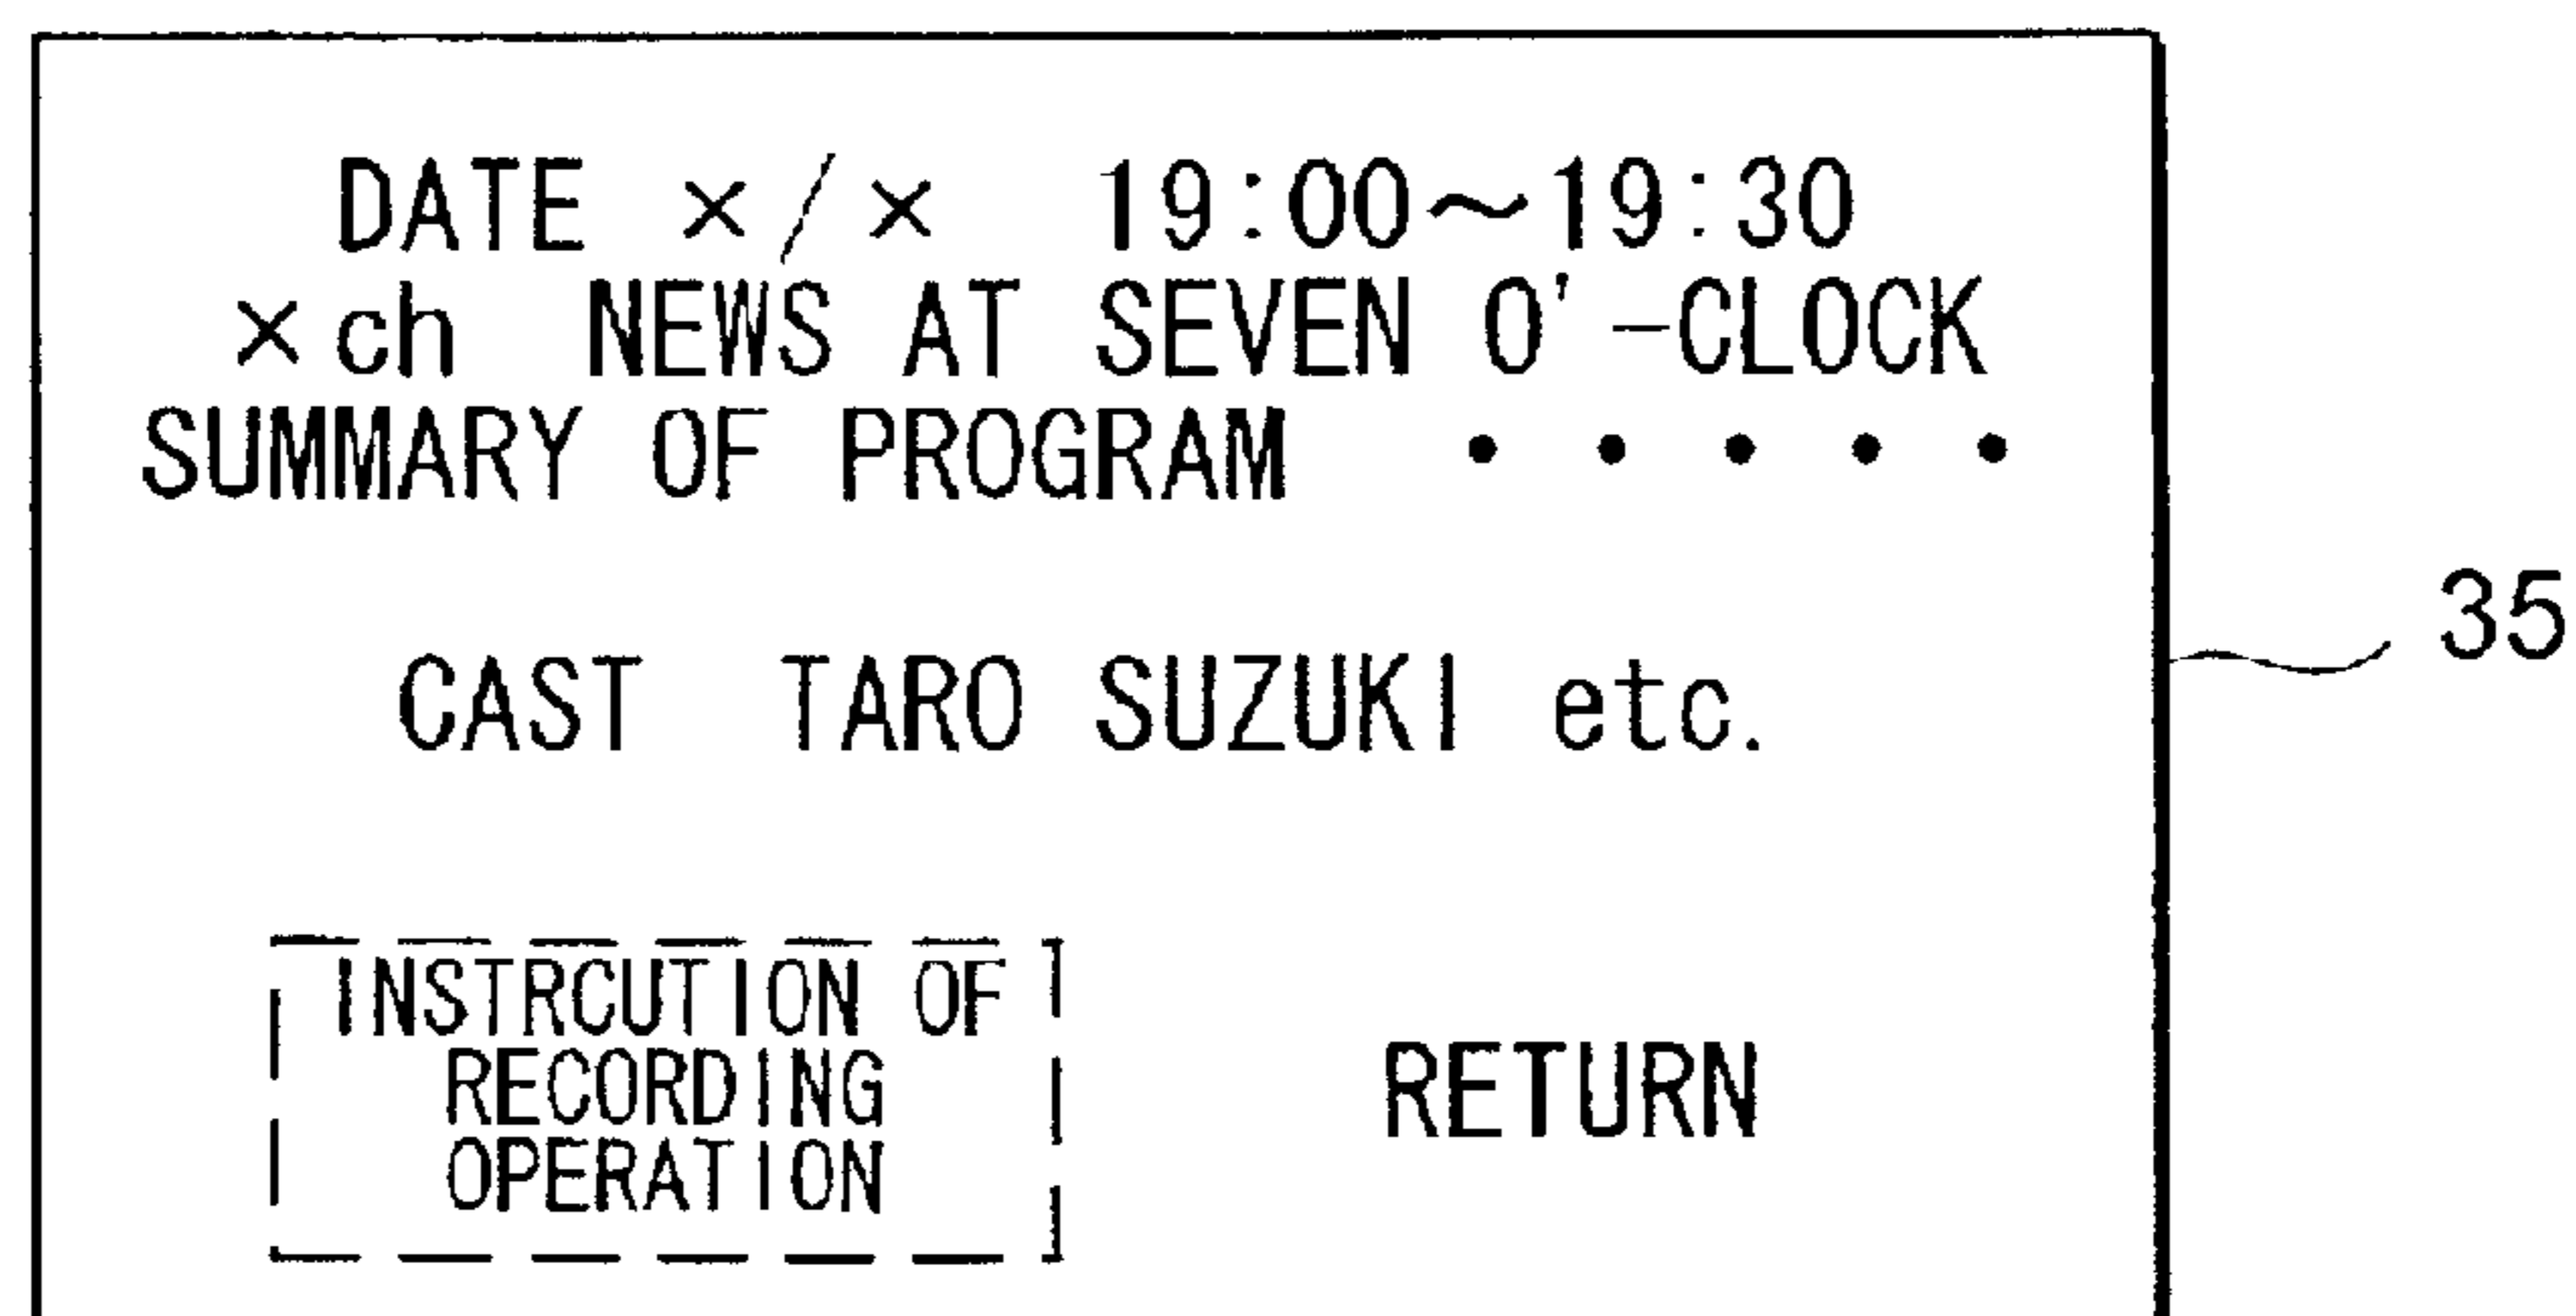 DATE ×/× 19:00～19:30
×ch NEWS AT SEVEN O'-CLOCK
SUMMARY OF PROGRAM • • • • •
35
CAST TARO SUZUKI etc.
INSTRCUTION OF
RECORDING
OPERATION
RETURN